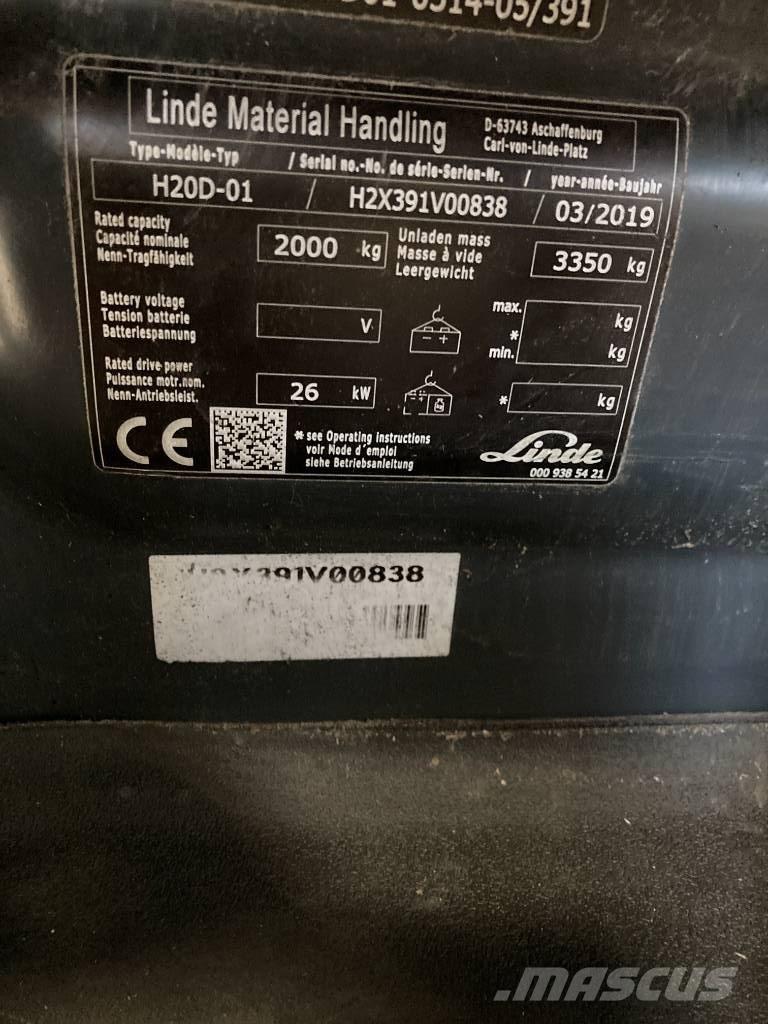 0514-05/391
Linde Material Handling
D-63743 Aschaffenburg
Carl-von-Linde-Platz
Type-Modèle-Typ / Serial no.-No. de série-Serien-Nr. / year-année-Baujahr
H20D-01 / H2X391V00838 / 03/2019
Rated capacity
Capacité nominale
Nenn-Tragfähigkeit
2000 kg
Unladen mass
Masse à vide
Leergewicht
3350 kg
Battery voltage
Tension batterie
Batteriespannung
V
max. kg
*
min. kg
Rated drive power
Puissance motr.nom.
Nenn-Antriebsleist.
26 kW
* kg
CE
* see Operating instructions
voir Mode d'emploi
siehe Betriebsanleitung
Linde
000 938 54 21
X391V00838
MASCUS